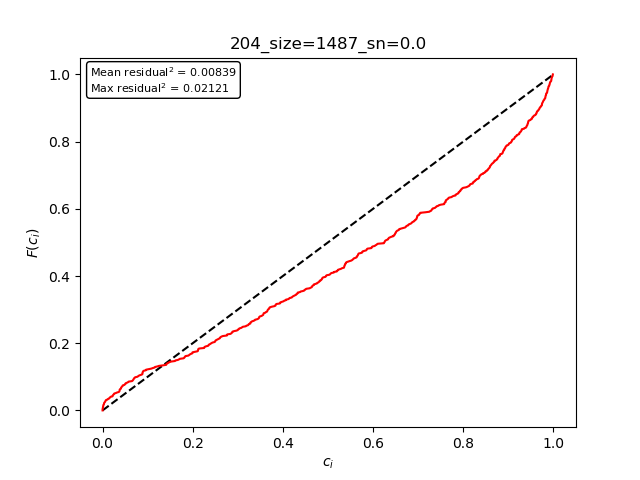 204_size=1487_sn=0.0
Mean residual² = 0.00839
Max residual² = 0.02121
1.0
0.8
0.6
0.4
0.2
0.0
F(cᵢ)
0.0 0.2 0.4 0.6 0.8 1.0
cᵢ